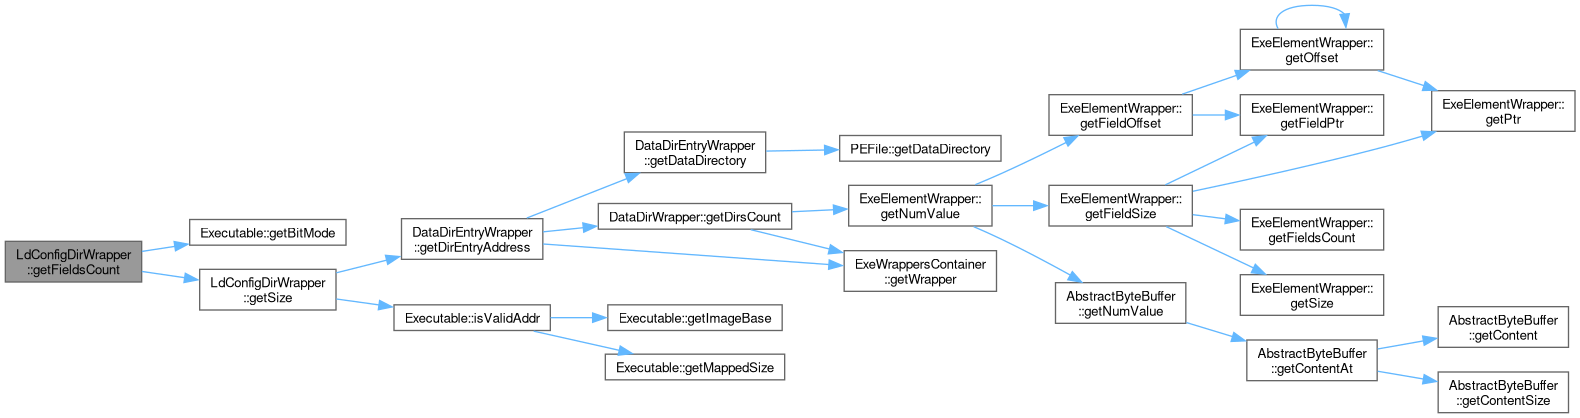 LdConfigDirWrapper
::getFieldsCount
Executable::getBitMode
LdConfigDirWrapper
::getSize
DataDirEntryWrapper
::getDirEntryAddress
Executable::isValidAddr
DataDirEntryWrapper
::getDataDirectory
DataDirWrapper::getDirsCount
Executable::getImageBase
Executable::getMappedSize
PEFile::getDataDirectory
ExeElementWrapper::
getNumValue
ExeWrappersContainer
::getWrapper
ExeElementWrapper::
getFieldOffset
ExeElementWrapper::
getFieldSize
AbstractByteBuffer
::getNumValue
ExeElementWrapper::
getOffset
ExeElementWrapper::
getFieldPtr
ExeElementWrapper::
getFieldsCount
ExeElementWrapper::
getSize
AbstractByteBuffer
::getContentAt
ExeElementWrapper::
getPtr
AbstractByteBuffer
::getContent
AbstractByteBuffer
::getContentSize